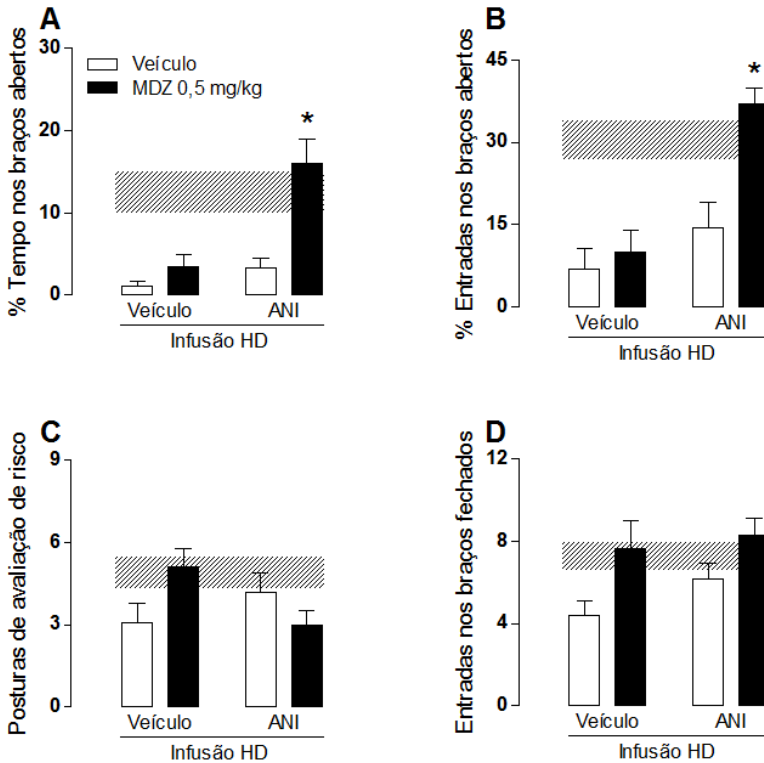 A
% Tempo nos braços abertos
30
20
10
0
Veículo
MDZ 0,5 mg/kg
*
Veículo
ANI
Infusão HD
B
% Entradas nos braços abertos
45
30
15
0
*
Veículo
ANI
Infusão HD
C
Posturas de avaliação de risco
9
6
3
0
Veículo
ANI
Infusão HD
D
Entradas nos braços fechados
12
8
4
0
Veículo
ANI
Infusão HD